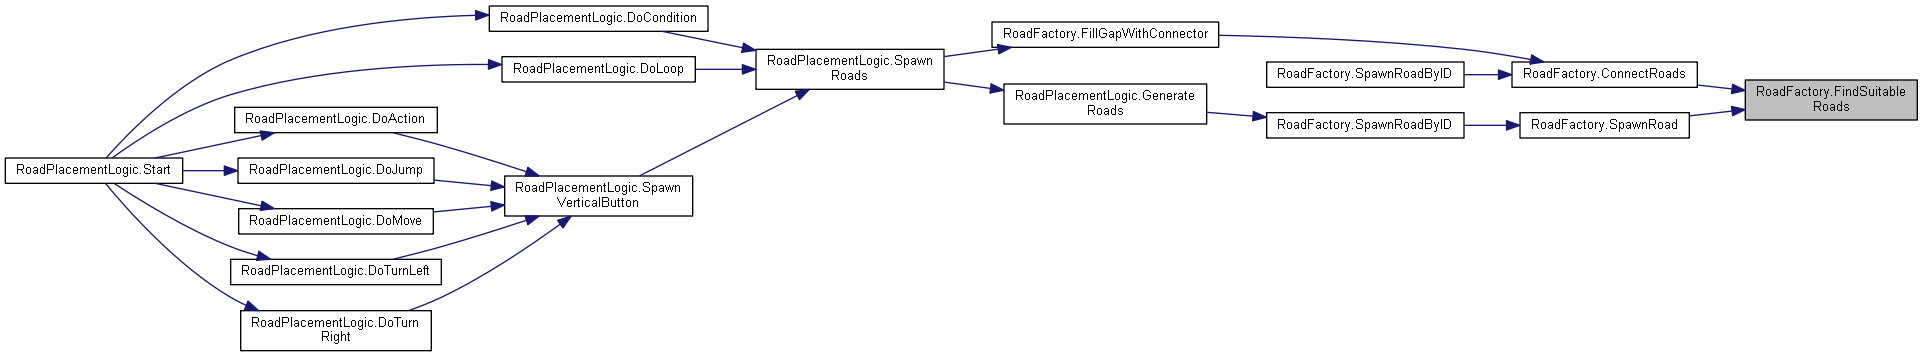 RoadPlacementLogic.DoCondition
RoadFactory.FillGapWithConnector
RoadPlacementLogic.Spawn
Roads
RoadPlacementLogic.DoLoop
RoadFactory.SpawnRoadByID
RoadFactory.ConnectRoads
RoadFactory.FindSuitable
Roads
RoadPlacementLogic.Generate
Roads
RoadPlacementLogic.DoAction
RoadFactory.SpawnRoadByID
RoadFactory.SpawnRoad
RoadPlacementLogic.Start
RoadPlacementLogic.DoJump
RoadPlacementLogic.Spawn
VerticalButton
RoadPlacementLogic.DoMove
RoadPlacementLogic.DoTurnLeft
RoadPlacementLogic.DoTurn
Right